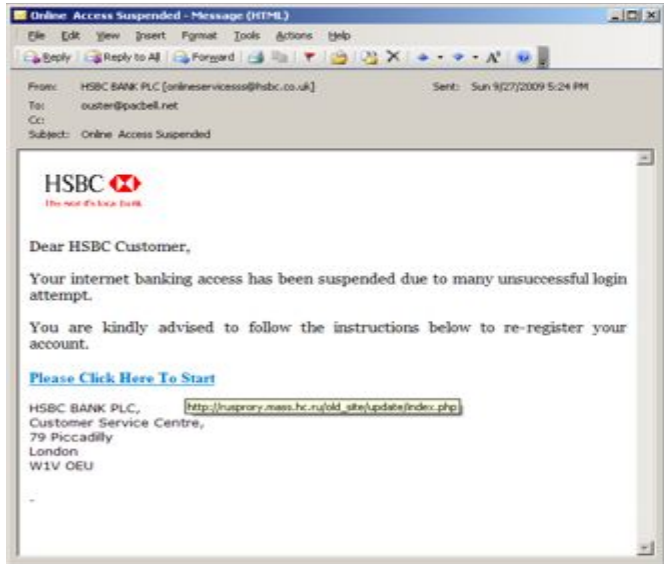 Online Access Suspended - Message (HTML)
File Edit View Insert Format Tools Actions Help
Reply Reply to All Forward
From: HSBC BANK PLC [onlineservicesss@hsbc.co.uk] Sent: Sun 9/27/2009 5:24 PM
To: ouster@pacbell.net
Cc:
Subject: Online Access Suspended
HSBC
The world's local bank
Dear HSBC Customer,
Your internet banking access has been suspended due to many unsuccessful login
attempt.
You are kindly advised to follow the instructions below to re-register your
account.
Please Click Here To Start
http://rusprory.mass.hc.ru/old_site/update/index.php
HSBC BANK PLC,
Customer Service Centre,
79 Piccadilly
London
W1V OEU
-